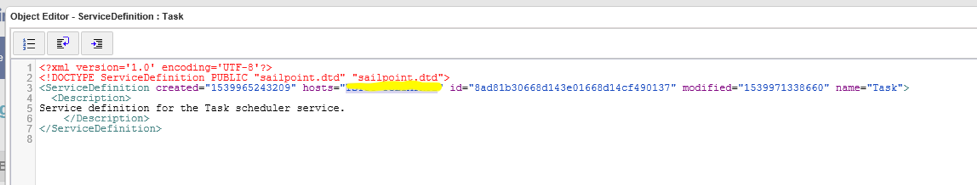 Object Editor - ServiceDefinition : Task
1 <?xml version='1.0' encoding='UTF-8'?>
2 <!DOCTYPE ServiceDefinition PUBLIC "sailpoint.dtd" "sailpoint.dtd">
3 <ServiceDefinition created="1539965243209" hosts=" " id="8ad81b30668d143e01668d14cf490137" modified="1539971338660" name="Task">
4 <Description>
5 Service definition for the Task scheduler service.
6 </Description>
7 </ServiceDefinition>
8